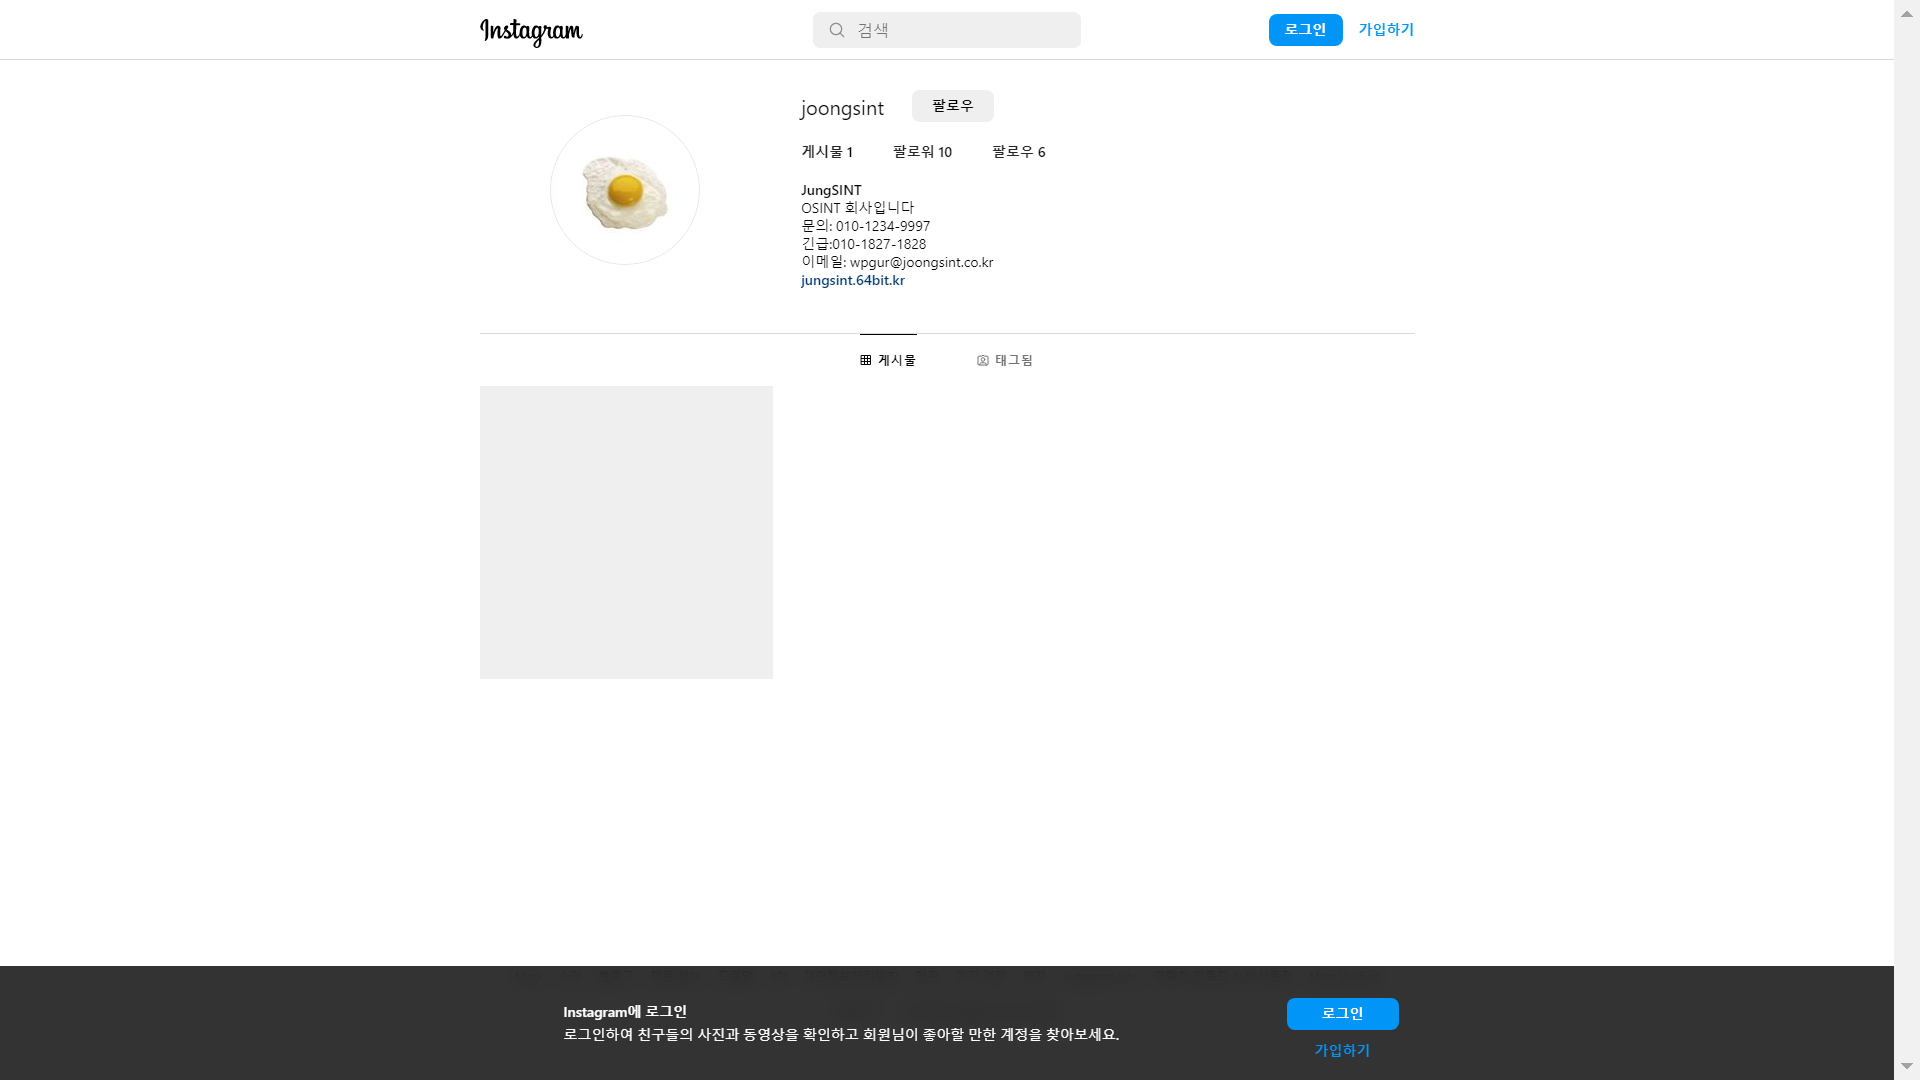 Instagram
검색
로그인
가입하기
joongsint
팔로우
게시물 1
팔로워 10
팔로우 6
JungSINT
OSINT 회사입니다
문의: 010-1234-9997
긴급:010-1827-1828
이메일: wpgur@joongsint.co.kr
jungsint.64bit.kr
게시물
태그됨
Instagram에 로그인
로그인하여 친구들의 사진과 동영상을 확인하고 회원님이 좋아할 만한 계정을 찾아보세요.
로그인
가입하기